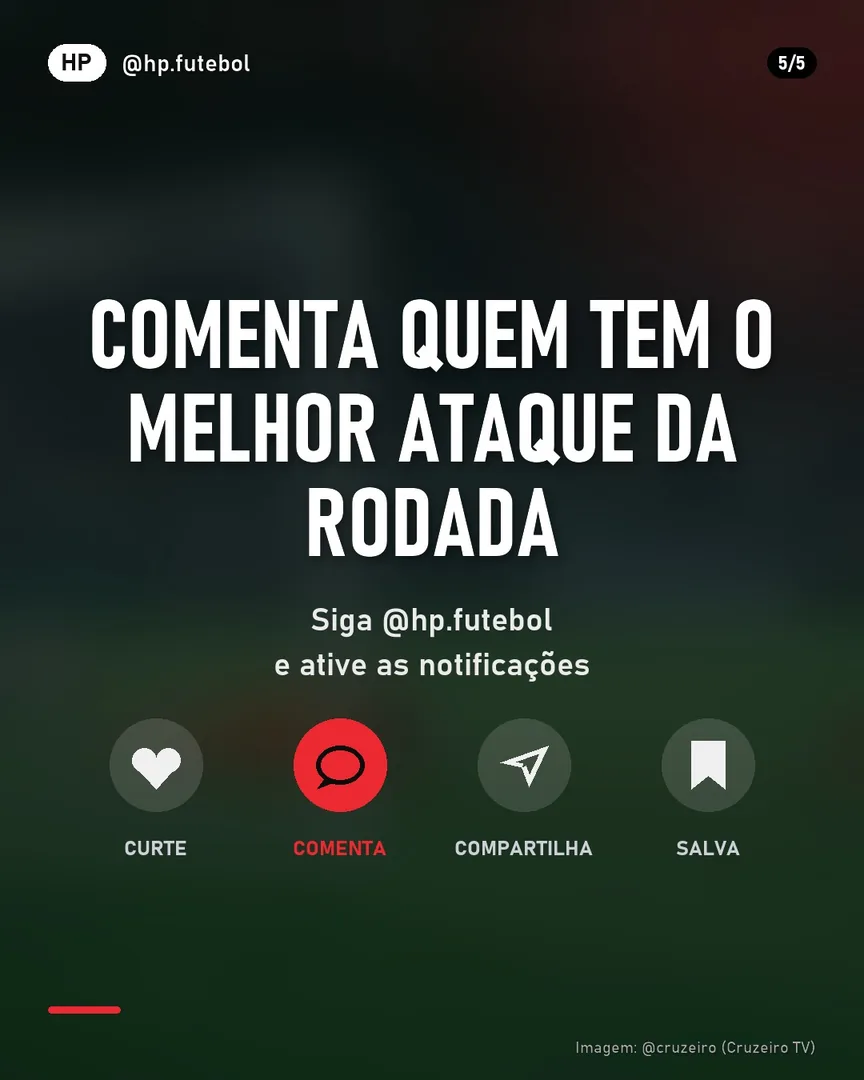 HP @hp.futebol
5/5
COMENTA QUEM TEM O
MELHOR ATAQUE DA
RODADA
Siga @hp.futebol
e ative as notificações
CURTE
COMENTA
COMPARTILHA
SALVA
Imagem: @cruzeiro (Cruzeiro TV)